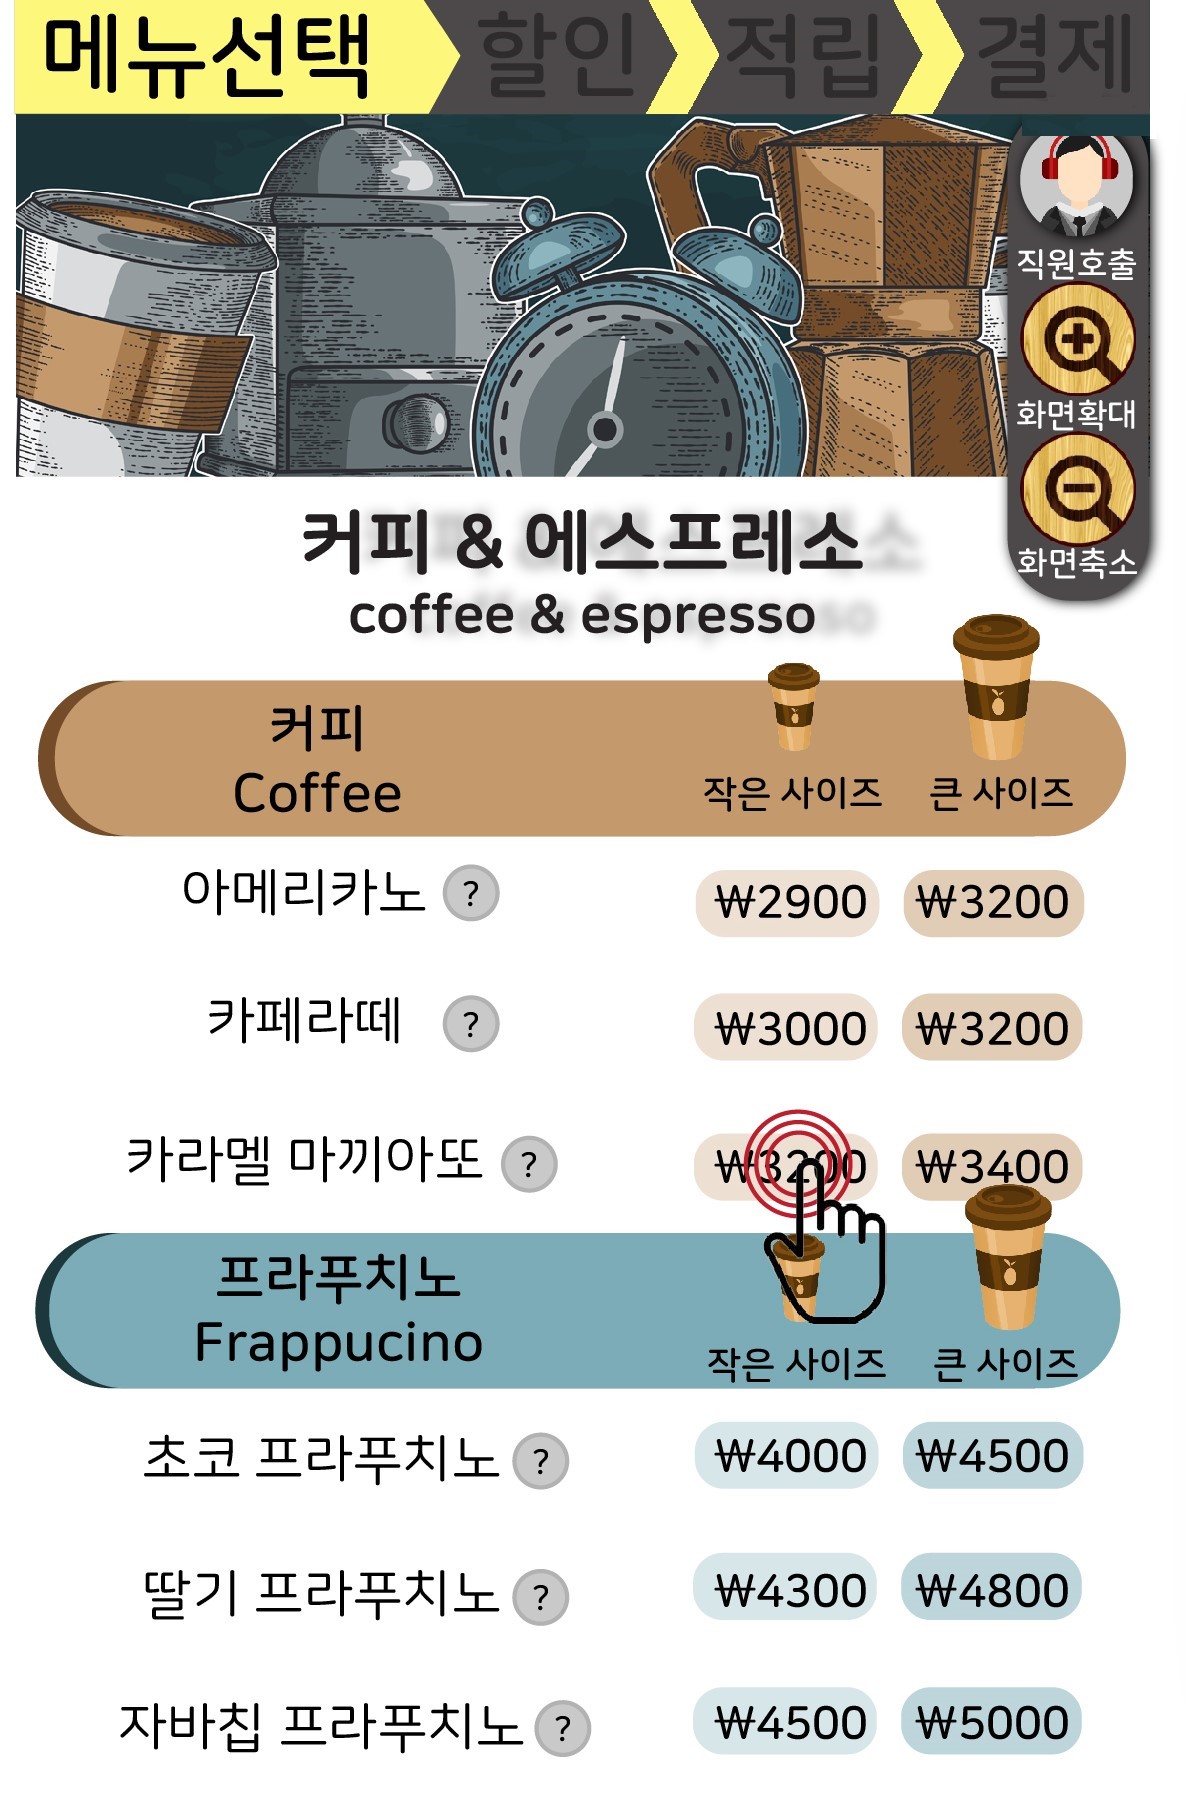 메뉴선택 할인 적립 결제
직원호출
화면확대
화면축소
커피 & 에스프레소
coffee & espresso
커피
Coffee
작은 사이즈 큰 사이즈
아메리카노 ? ₩2900 ₩3200
카페라떼 ? ₩3000 ₩3200
카라멜 마끼아또 ? ₩3200 ₩3400
프라푸치노
Frappucino
작은 사이즈 큰 사이즈
초코 프라푸치노 ? ₩4000 ₩4500
딸기 프라푸치노 ? ₩4300 ₩4800
자바칩 프라푸치노 ? ₩4500 ₩5000